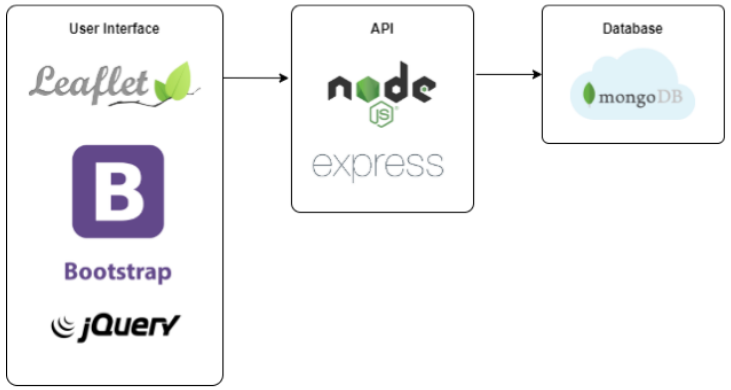 User Interface
Leaflet
B
Bootstrap
jQuery
API
node
JS
express
Database
mongoDB